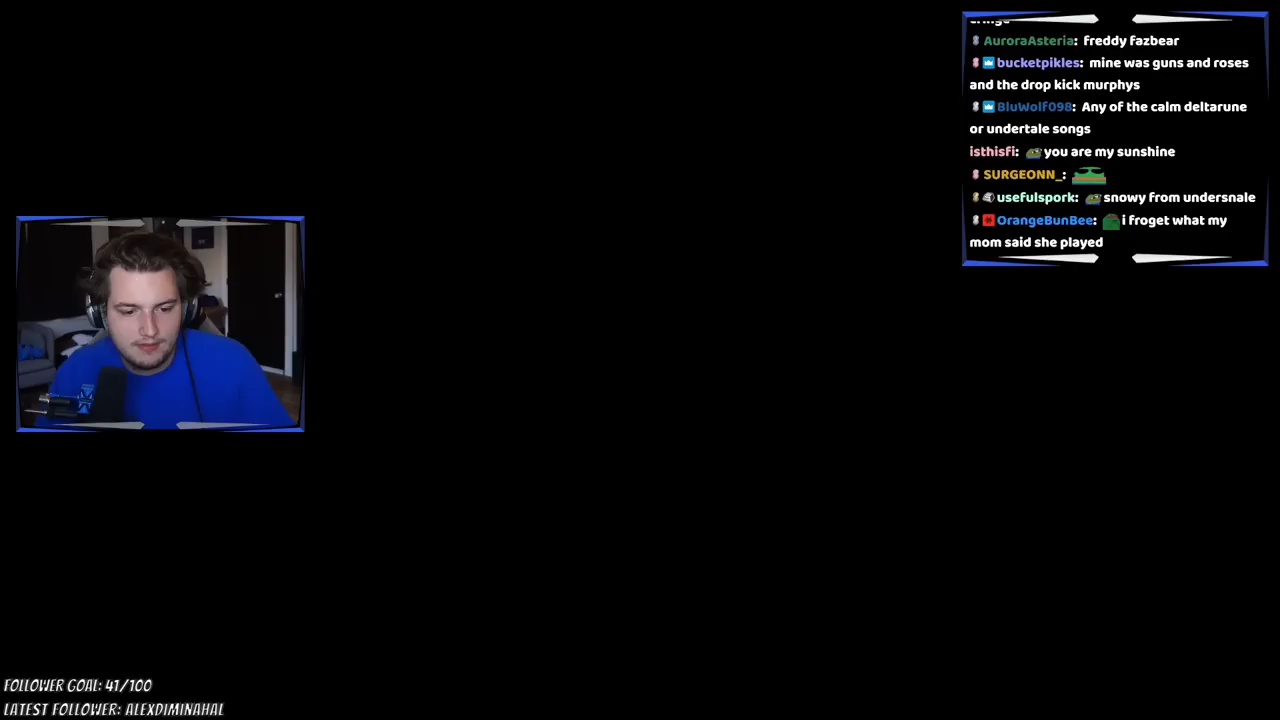 cringe
AuroraAsteria: freddy fazbear
bucketpikles: mine was guns and roses
and the drop kick murphys
BluWolf098: Any of the calm deltarune
or undertale songs
isthisfi: you are my sunshine
SURGEONN_:
usefulspork: snowy from undersnale
OrangeBunBee: i froget what my
mom said she played
FOLLOWER GOAL: 41/100
LATEST FOLLOWER: ALEXDIMINAHAL